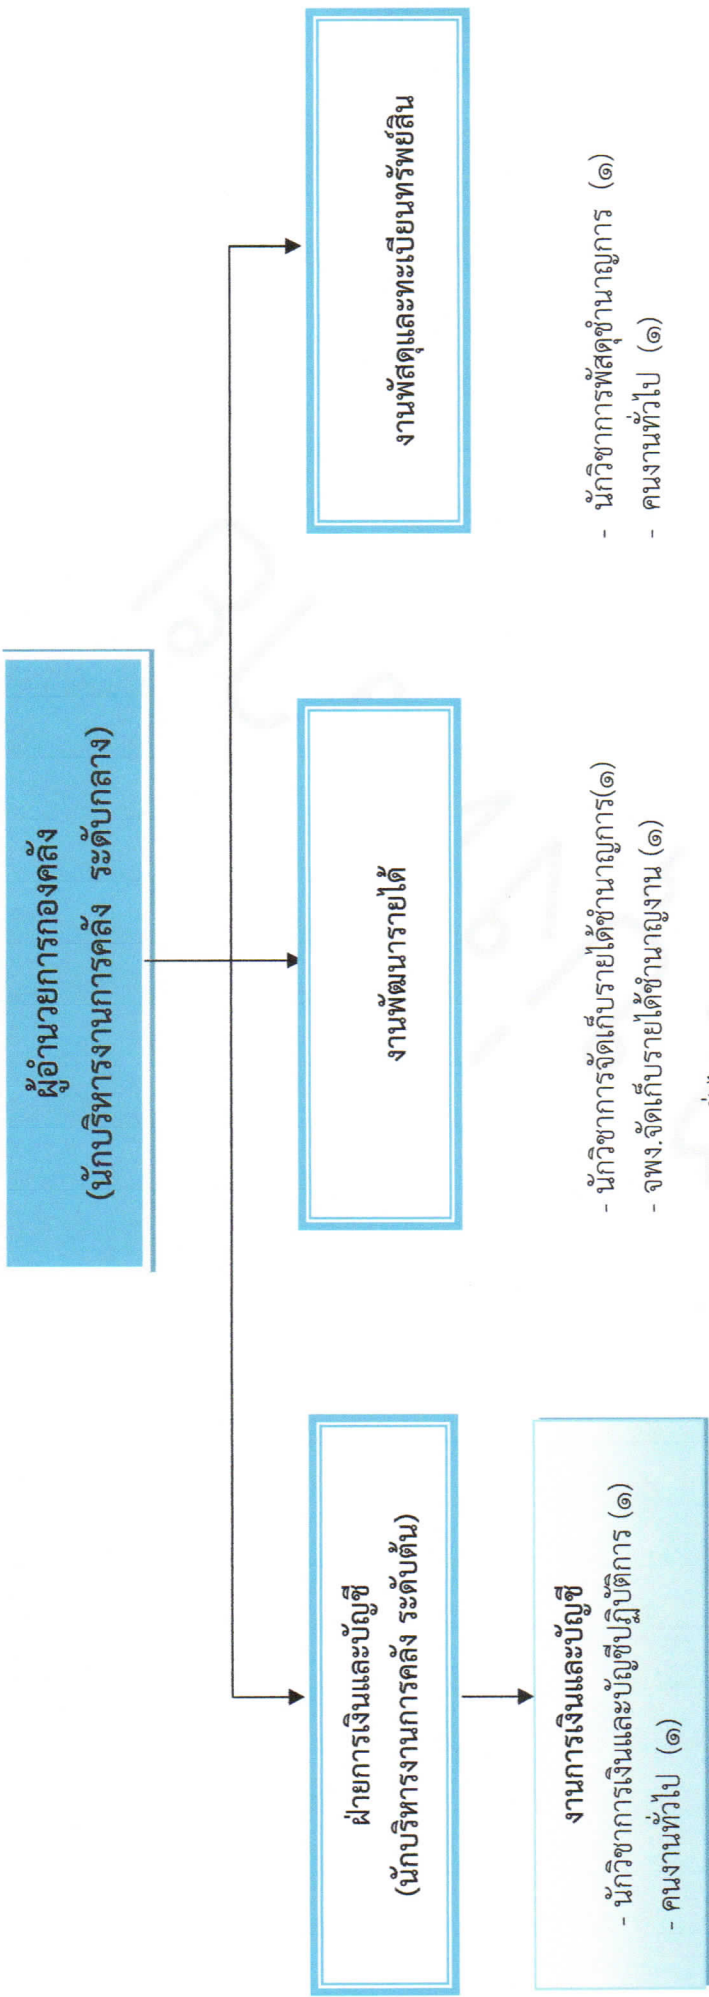 ผู้อำนวยการกองคลัง
(นักบริหารงานการคลัง ระดับกลาง)
ฝ่ายการเงินและบัญชี
(นักบริหารงานการคลัง ระดับต้น)
งานพัฒนารายได้
งานพัสดุและทะเบียนทรัพย์สิน
งานการเงินและบัญชี
- นักวิชาการเงินและบัญชีปฏิบัติการ (๑)
- คนงานทั่วไป (๑)
- นักวิชาการจัดเก็บรายได้ชำนาญการ(๑)
- จพง.จัดเก็บรายได้ชำนาญงาน (๑)
- นักวิชาการพัสดุชำนาญการ (๑)
- คนงานทั่วไป (๑)